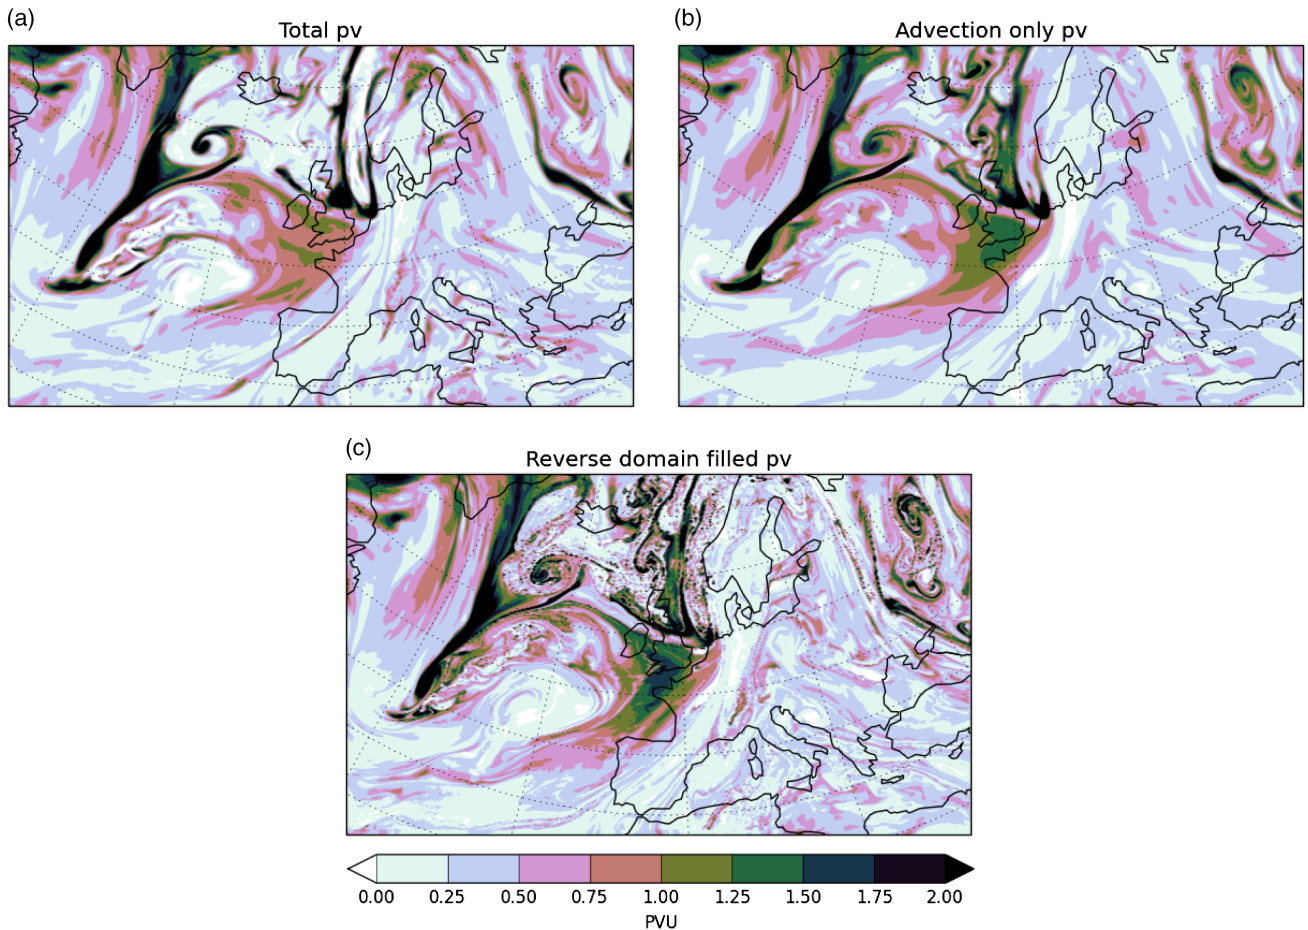 (a)
Total pv
(b)
Advection only pv
(c)
Reverse domain filled pv
0.00 0.25 0.50 0.75 1.00 1.25 1.50 1.75 2.00
PVU